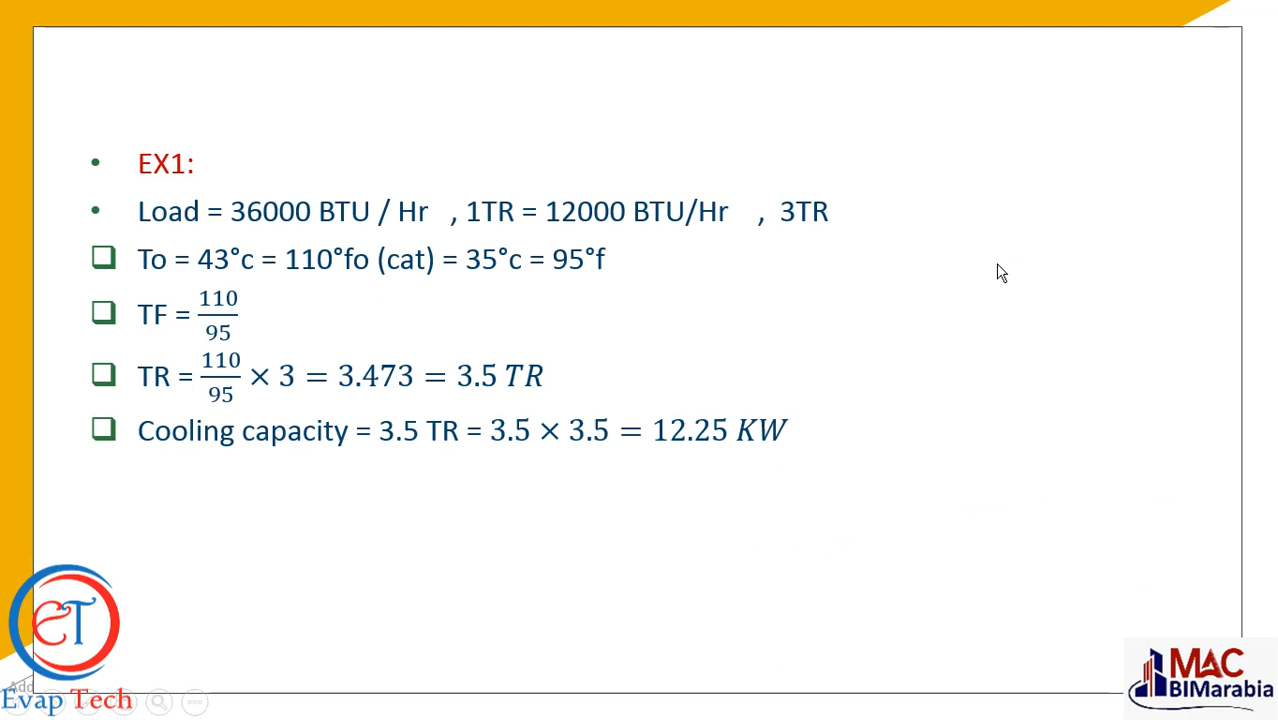 EX1:
Load = 36000 BTU / Hr , 1TR = 12000 BTU/Hr , 3TR
To = 43°c = 110°fo (cat) = 35°c = 95°f
TF = 110/95
TR = 110/95 × 3 = 3.473 = 3.5 TR
Cooling capacity = 3.5 TR = 3.5 × 3.5 = 12.25 KW
ET
Evap Tech
MAC
BIMarabia